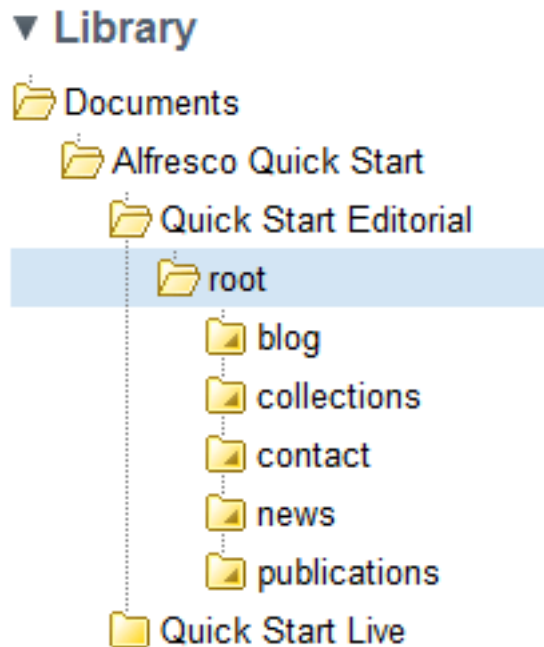 Library
Documents
Alfresco Quick Start
Quick Start Editorial
root
blog
collections
contact
news
publications
Quick Start Live